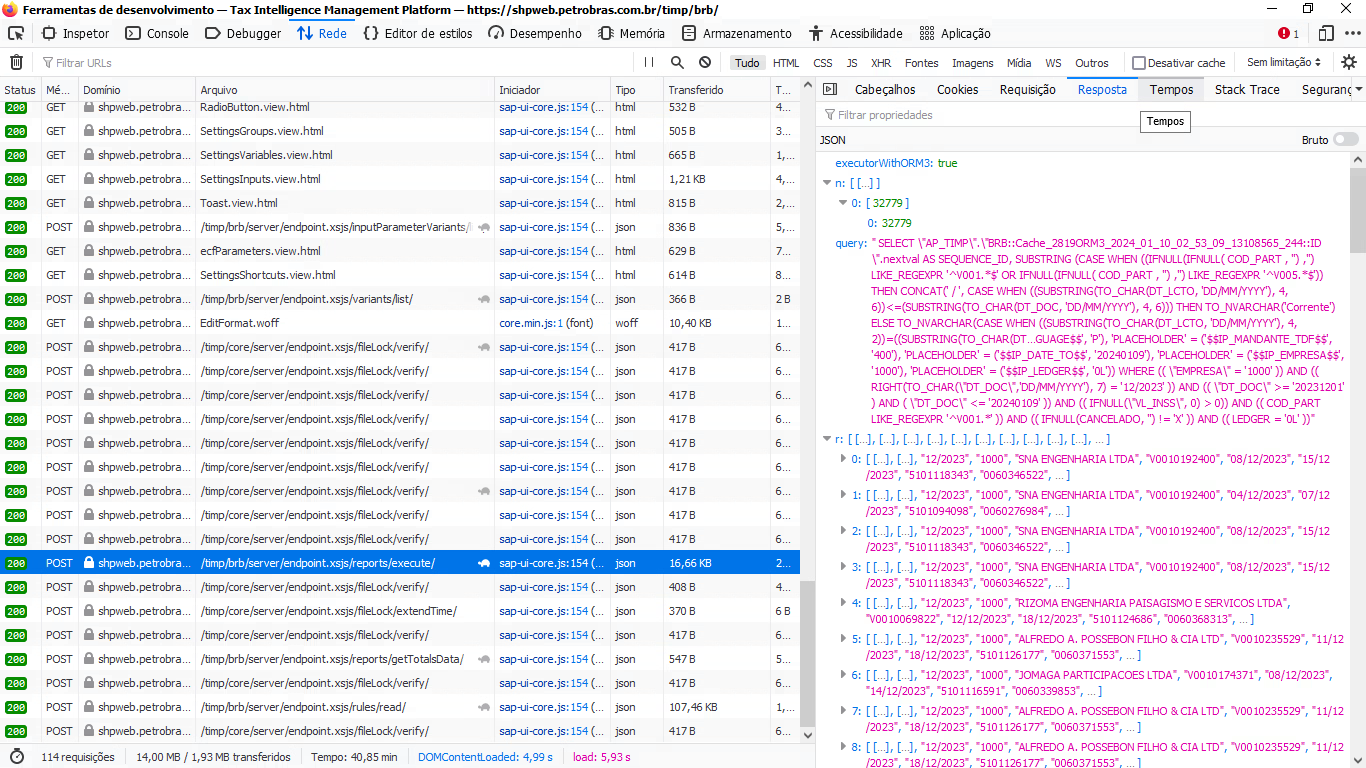 Ferramentas de desenvolvimento — Tax Intelligence Management Platform — https://shpweb.petrobras.com.br/timp/brb/
Inspetor Console Debugger Rede Editor de estilos Desempenho Memória Armazenamento Acessibilidade Aplicação 1
Filtrar URLs Tudo HTML CSS JS XHR Fontes Imagens Mídia WS Outros Desativar cache Sem limitação
Status Mé... Domínio Arquivo Iniciador Tipo Transferido T...
200 GET shpweb.petrobra... RadioButton.view.html sap-ui-core.js:154 (... html 532 B 4...
200 GET shpweb.petrobra... SettingsGroups.view.html sap-ui-core.js:154 (... html 505 B 3...
200 GET shpweb.petrobra... SettingsVariables.view.html sap-ui-core.js:154 (... html 665 B 1,...
200 GET shpweb.petrobra... SettingsInputs.view.html sap-ui-core.js:154 (... html 1,21 KB 4,...
200 GET shpweb.petrobra... Toast.view.html sap-ui-core.js:154 (... html 815 B 2,...
200 POST shpweb.petrobra... /timp/brb/server/endpoint.xsjs/inputParameterVariants/ sap-ui-core.js:154 (... json 836 B 5,...
200 GET shpweb.petrobra... ecfParameters.view.html sap-ui-core.js:154 (... html 629 B 7...
200 GET shpweb.petrobra... SettingsShortcuts.view.html sap-ui-core.js:154 (... html 614 B 8...
200 POST shpweb.petrobra... /timp/brb/server/endpoint.xsjs/variants/list/ sap-ui-core.js:154 (... json 366 B 2 B
200 GET shpweb.petrobra... EditFormat.woff core.min.js:1 (font) woff 10,40 KB 1...
200 POST shpweb.petrobra... /timp/core/server/endpoint.xsjs/fileLock/verify/ sap-ui-core.js:154 (... json 417 B 6...
200 POST shpweb.petrobra... /timp/core/server/endpoint.xsjs/fileLock/verify/ sap-ui-core.js:154 (... json 417 B 6...
200 POST shpweb.petrobra... /timp/core/server/endpoint.xsjs/fileLock/verify/ sap-ui-core.js:154 (... json 417 B 6...
200 POST shpweb.petrobra... /timp/core/server/endpoint.xsjs/fileLock/verify/ sap-ui-core.js:154 (... json 417 B 6...
200 POST shpweb.petrobra... /timp/core/server/endpoint.xsjs/fileLock/verify/ sap-ui-core.js:154 (... json 417 B 6...
200 POST shpweb.petrobra... /timp/core/server/endpoint.xsjs/fileLock/verify/ sap-ui-core.js:154 (... json 417 B 6...
200 POST shpweb.petrobra... /timp/core/server/endpoint.xsjs/fileLock/verify/ sap-ui-core.js:154 (... json 417 B 6...
200 POST shpweb.petrobra... /timp/core/server/endpoint.xsjs/fileLock/verify/ sap-ui-core.js:154 (... json 417 B 6...
200 POST shpweb.petrobra... /timp/core/server/endpoint.xsjs/fileLock/verify/ sap-ui-core.js:154 (... json 417 B 6...
200 POST shpweb.petrobra... /timp/brb/server/endpoint.xsjs/reports/execute/ sap-ui-core.js:154 (... json 16,66 KB 2...
200 POST shpweb.petrobra... /timp/core/server/endpoint.xsjs/fileLock/verify/ sap-ui-core.js:154 (... json 408 B 4...
200 POST shpweb.petrobra... /timp/core/server/endpoint.xsjs/fileLock/extendTime/ sap-ui-core.js:154 (... json 370 B 6 B
200 POST shpweb.petrobra... /timp/core/server/endpoint.xsjs/fileLock/verify/ sap-ui-core.js:154 (... json 417 B 6...
200 POST shpweb.petrobra... /timp/brb/server/endpoint.xsjs/reports/getTotalsData/ sap-ui-core.js:154 (... json 547 B 5...
200 POST shpweb.petrobra... /timp/core/server/endpoint.xsjs/fileLock/verify/ sap-ui-core.js:154 (... json 417 B 6...
200 POST shpweb.petrobra... /timp/brb/server/endpoint.xsjs/rules/read/ sap-ui-core.js:154 (... json 107,46 KB 1,...
200 POST shpweb.petrobra... /timp/core/server/endpoint.xsjs/fileLock/verify/ sap-ui-core.js:154 (... json 417 B 6...
114 requisições 14,00 MB / 1,93 MB transferidos Tempo: 40,85 min DOMContentLoaded: 4,99 s load: 5,93 s
Cabeçalhos Cookies Requisição Resposta Tempos Stack Trace Seguranç
Filtrar propriedades
Tempos
JSON Bruto
executorWithORM3: true
n: [ […] ]
0: [ 32779 ]
0: 32779
query: " SELECT \"AP_TIMP\".\"BRB::Cache_2819ORM3_2024_01_10_02_53_09_13108565_244::ID
\".nextval AS SEQUENCE_ID, SUBSTRING (CASE WHEN ((IFNULL(IFNULL( COD_PART , '') ,'')
LIKE_REGEXPR '^V001.*$' OR IFNULL(IFNULL( COD_PART , '') ,'') LIKE_REGEXPR '^V005.*$'))
THEN CONCAT(' / ', CASE WHEN ((SUBSTRING(TO_CHAR(DT_LCTO, 'DD/MM/YYYY'), 4,
6))<=(SUBSTRING(TO_CHAR(DT_DOC, 'DD/MM/YYYY'), 4, 6))) THEN TO_NVARCHAR('Corrente')
ELSE TO_NVARCHAR(CASE WHEN ((SUBSTRING(TO_CHAR(DT_LCTO, 'DD/MM/YYYY'), 4,
2))=((SUBSTRING(TO_CHAR(DT…GUAGE$$', 'P'), 'PLACEHOLDER' = ('$$IP_MANDANTE_TDF$$',
'400'), 'PLACEHOLDER' = ('$$IP_DATE_TO$$', '20240109'), 'PLACEHOLDER' = ('$$IP_EMPRESA$$',
'1000'), 'PLACEHOLDER' = ('$$IP_LEDGER$$', '0L')) WHERE (( \"EMPRESA\" = '1000' )) AND ((
RIGHT(TO_CHAR(\"DT_DOC\",'DD/MM/YYYY'), 7) = '12/2023' )) AND (( \"DT_DOC\" >= '20231201'
) AND ( \"DT_DOC\" <= '20240109' )) AND (( IFNULL(\"VL_INSS\", 0) > 0)) AND (( COD_PART
LIKE_REGEXPR '^V001.*' )) AND (( IFNULL(CANCELADO, '') != 'X' )) AND (( LEDGER = '0L' ))"
r: [ […], […], […], […], […], […], […], […], […], […], … ]
0: [ […], […], "12/2023", "1000", "SNA ENGENHARIA LTDA", "V0010192400", "08/12/2023", "15/12
/2023", "5101118343", "0060346522", … ]
1: [ […], […], "12/2023", "1000", "SNA ENGENHARIA LTDA", "V0010192400", "04/12/2023", "07/12
/2023", "5101094098", "0060276984", … ]
2: [ […], […], "12/2023", "1000", "SNA ENGENHARIA LTDA", "V0010192400", "08/12/2023", "15/12
/2023", "5101118343", "0060346522", … ]
3: [ […], […], "12/2023", "1000", "SNA ENGENHARIA LTDA", "V0010192400", "08/12/2023", "15/12
/2023", "5101118343", "0060346522", … ]
4: [ […], […], "12/2023", "1000", "RIZOMA ENGENHARIA PAISAGISMO E SERVICOS LTDA",
"V0010069822", "12/12/2023", "18/12/2023", "5101124686", "0060368313", … ]
5: [ […], […], "12/2023", "1000", "ALFREDO A. POSSEBON FILHO & CIA LTD", "V0010235529", "11/12
/2023", "18/12/2023", "5101126177", "0060371553", … ]
6: [ […], […], "12/2023", "1000", "JOMAGA PARTICIPACOES LTDA", "V0010174371", "08/12/2023",
"14/12/2023", "5101116591", "0060339853", … ]
7: [ […], […], "12/2023", "1000", "ALFREDO A. POSSEBON FILHO & CIA LTD", "V0010235529", "11/12
/2023", "18/12/2023", "5101126177", "0060371553", … ]
8: [ […], […], "12/2023", "1000", "ALFREDO A. POSSEBON FILHO & CIA LTD", "V0010235529", "11/12
/2023", "18/12/2023", "5101126177", "0060371553", … ]